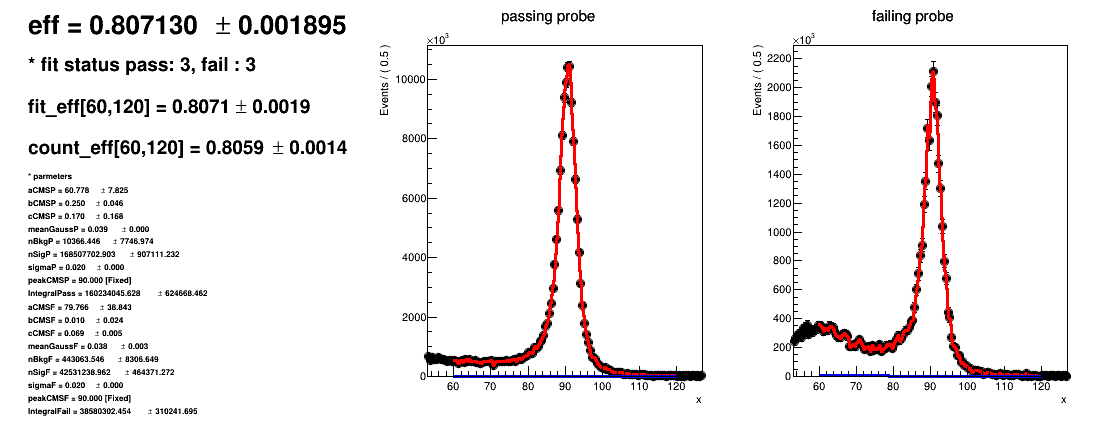 eff = 0.807130 ± 0.001895
* fit status pass: 3, fail : 3
fit_eff[60,120] = 0.8071 ± 0.0019
count_eff[60,120] = 0.8059 ± 0.0014
* parmeters
aCMSP = 60.778 ± 7.825
bCMSP = 0.250 ± 0.046
cCMSP = 0.170 ± 0.168
meanGaussP = 0.039 ± 0.000
nBkgP = 10366.446 ± 7746.974
nSigP = 168507702.903 ± 907111.232
sigmaP = 0.020 ± 0.000
peakCMSP = 90.000 [Fixed]
IntegralPass = 160234045.628 ± 624668.462
aCMSF = 79.766 ± 38.843
bCMSF = 0.010 ± 0.024
cCMSF = 0.069 ± 0.005
meanGaussF = 0.038 ± 0.003
nBkgF = 443063.546 ± 8306.649
nSigF = 42531238.962 ± 464371.272
sigmaF = 0.020 ± 0.000
peakCMSF = 90.000 [Fixed]
IntegralFail = 38580302.454 ± 310241.695
passing probe
×10³
Events / ( 0.5 )
10000
8000
6000
4000
2000
0
60 70 80 90 100 110 120
x
failing probe
×10³
Events / ( 0.5 )
2200
2000
1800
1600
1400
1200
1000
800
600
400
200
0
60 70 80 90 100 110 120
x